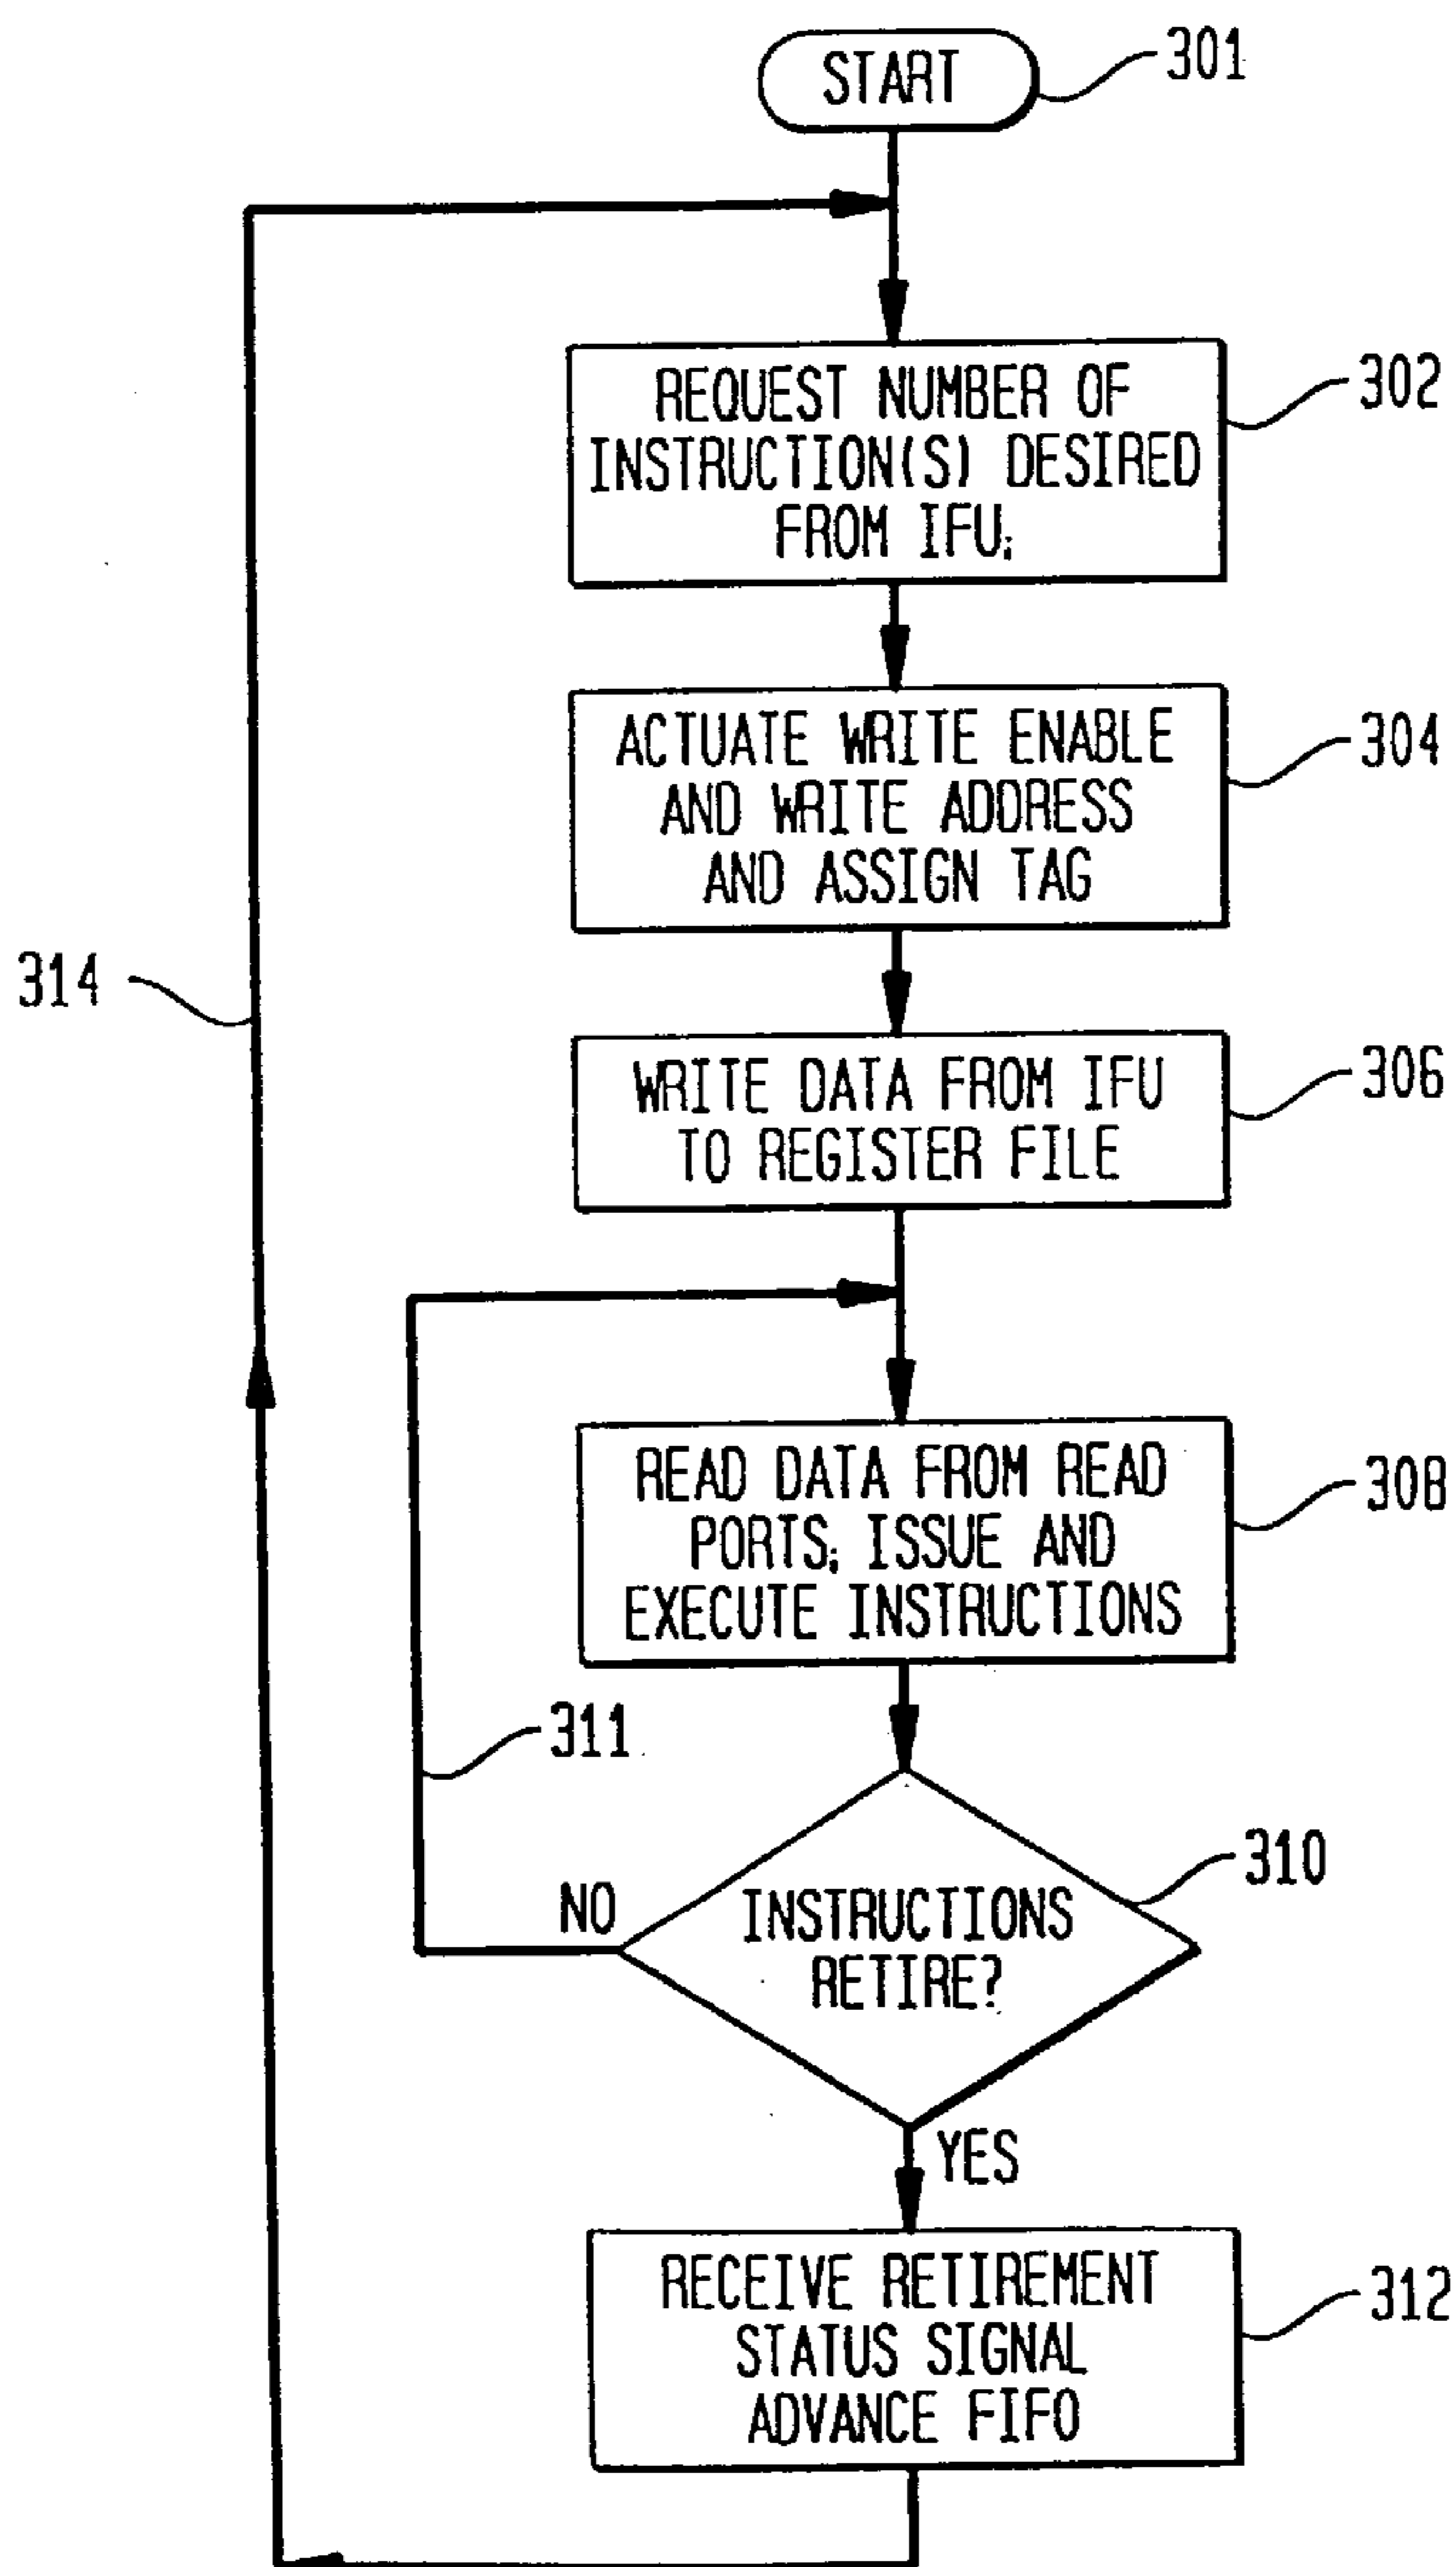 START
301
REQUEST NUMBER OF
INSTRUCTION(S) DESIRED
FROM IFU;
302
ACTUATE WRITE ENABLE
AND WRITE ADDRESS
AND ASSIGN TAG
304
314
WRITE DATA FROM IFU
TO REGISTER FILE
306
READ DATA FROM READ
PORTS; ISSUE AND
EXECUTE INSTRUCTIONS
308
311
INSTRUCTIONS
RETIRE?
310
NO
YES
RECEIVE RETIREMENT
STATUS SIGNAL
ADVANCE FIFO
312